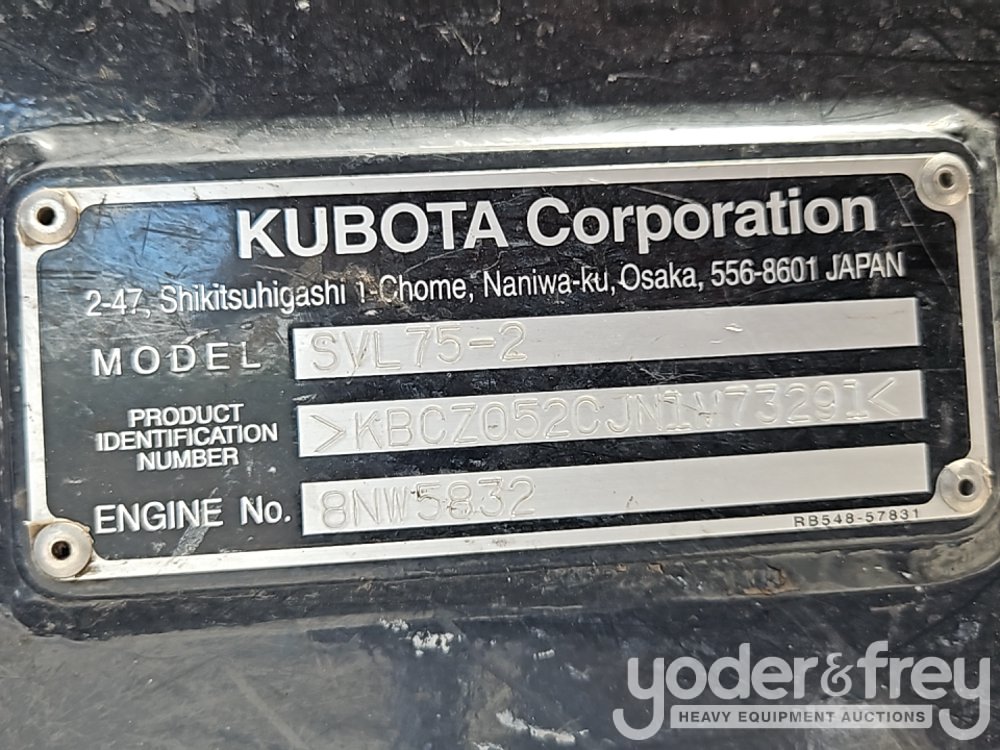 KUBOTA Corporation
2-47, Shikitsuhigashi 1-Chome, Naniwa-ku, Osaka, 556-8601 JAPAN
MODEL SVL75-2
PRODUCT IDENTIFICATION NUMBER
>KBCZ052CJN1W73291<
ENGINE No. 8NW5832
RB548-57831
yoder&frey
HEAVY EQUIPMENT AUCTIONS